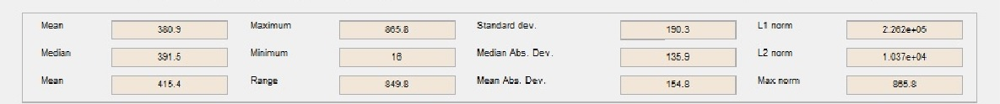 Mean 380.9 Maximum 865.8 Standard dev. 190.3 L1 norm 2.262e+05
Median 391.5 Minimum 16 Median Abs. Dev. 135.9 L2 norm 1.037e+04
Mean 415.4 Range 849.8 Mean Abs. Dev. 154.8 Max norm 865.8